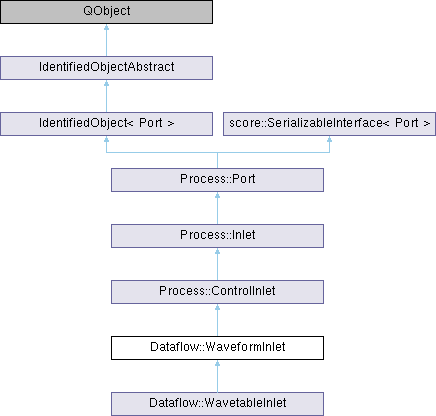 QObject
IdentifiedObjectAbstract
IdentifiedObject< Port >
score::SerializableInterface< Port >
Process::Port
Process::Inlet
Process::ControlInlet
Dataflow::WaveformInlet
Dataflow::WavetableInlet